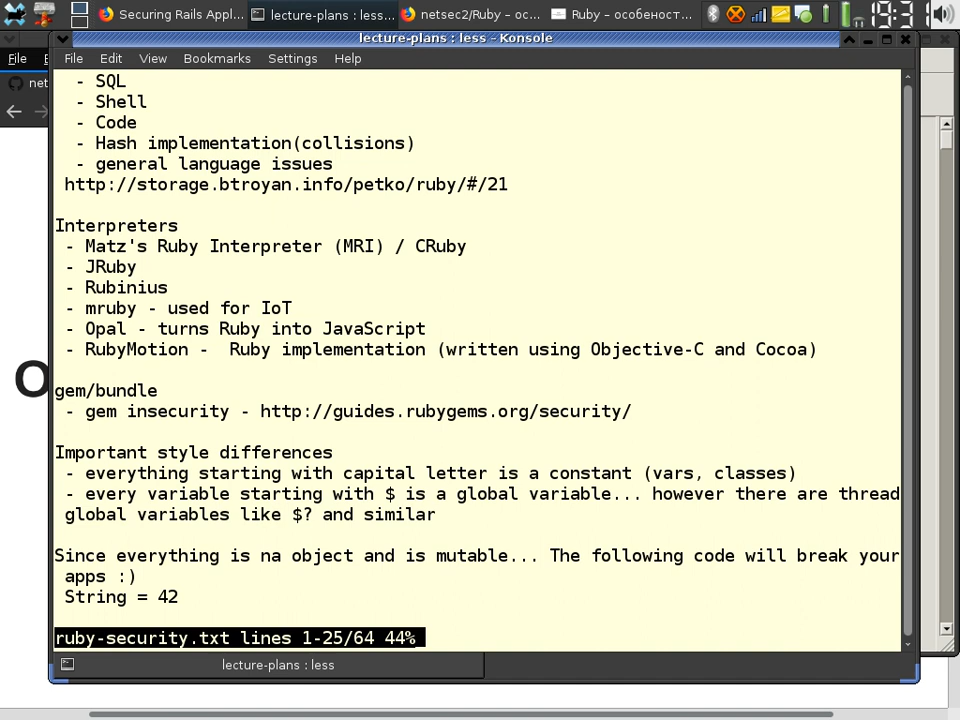 Securing Rails Appl...
lecture-plans : less...
netsec2/Ruby – ос...
Ruby – особеност...
19:31
lecture-plans : less – Konsole
File
File Edit View Bookmarks Settings Help
net
- SQL
- Shell
- Code
- Hash implementation(collisions)
- general language issues
http://storage.btroyan.info/petko/ruby/#/21
Interpreters
- Matz's Ruby Interpreter (MRI) / CRuby
- JRuby
- Rubinius
- mruby - used for IoT
- Opal - turns Ruby into JavaScript
- RubyMotion -  Ruby implementation (written using Objective-C and Cocoa)
gem/bundle
- gem insecurity - http://guides.rubygems.org/security/
Important style differences
- everything starting with capital letter is a constant (vars, classes)
- every variable starting with $ is a global variable... however there are thread
global variables like $? and similar
Since everything is na object and is mutable... The following code will break your
apps :)
String = 42
ruby-security.txt lines 1-25/64 44%
lecture-plans : less